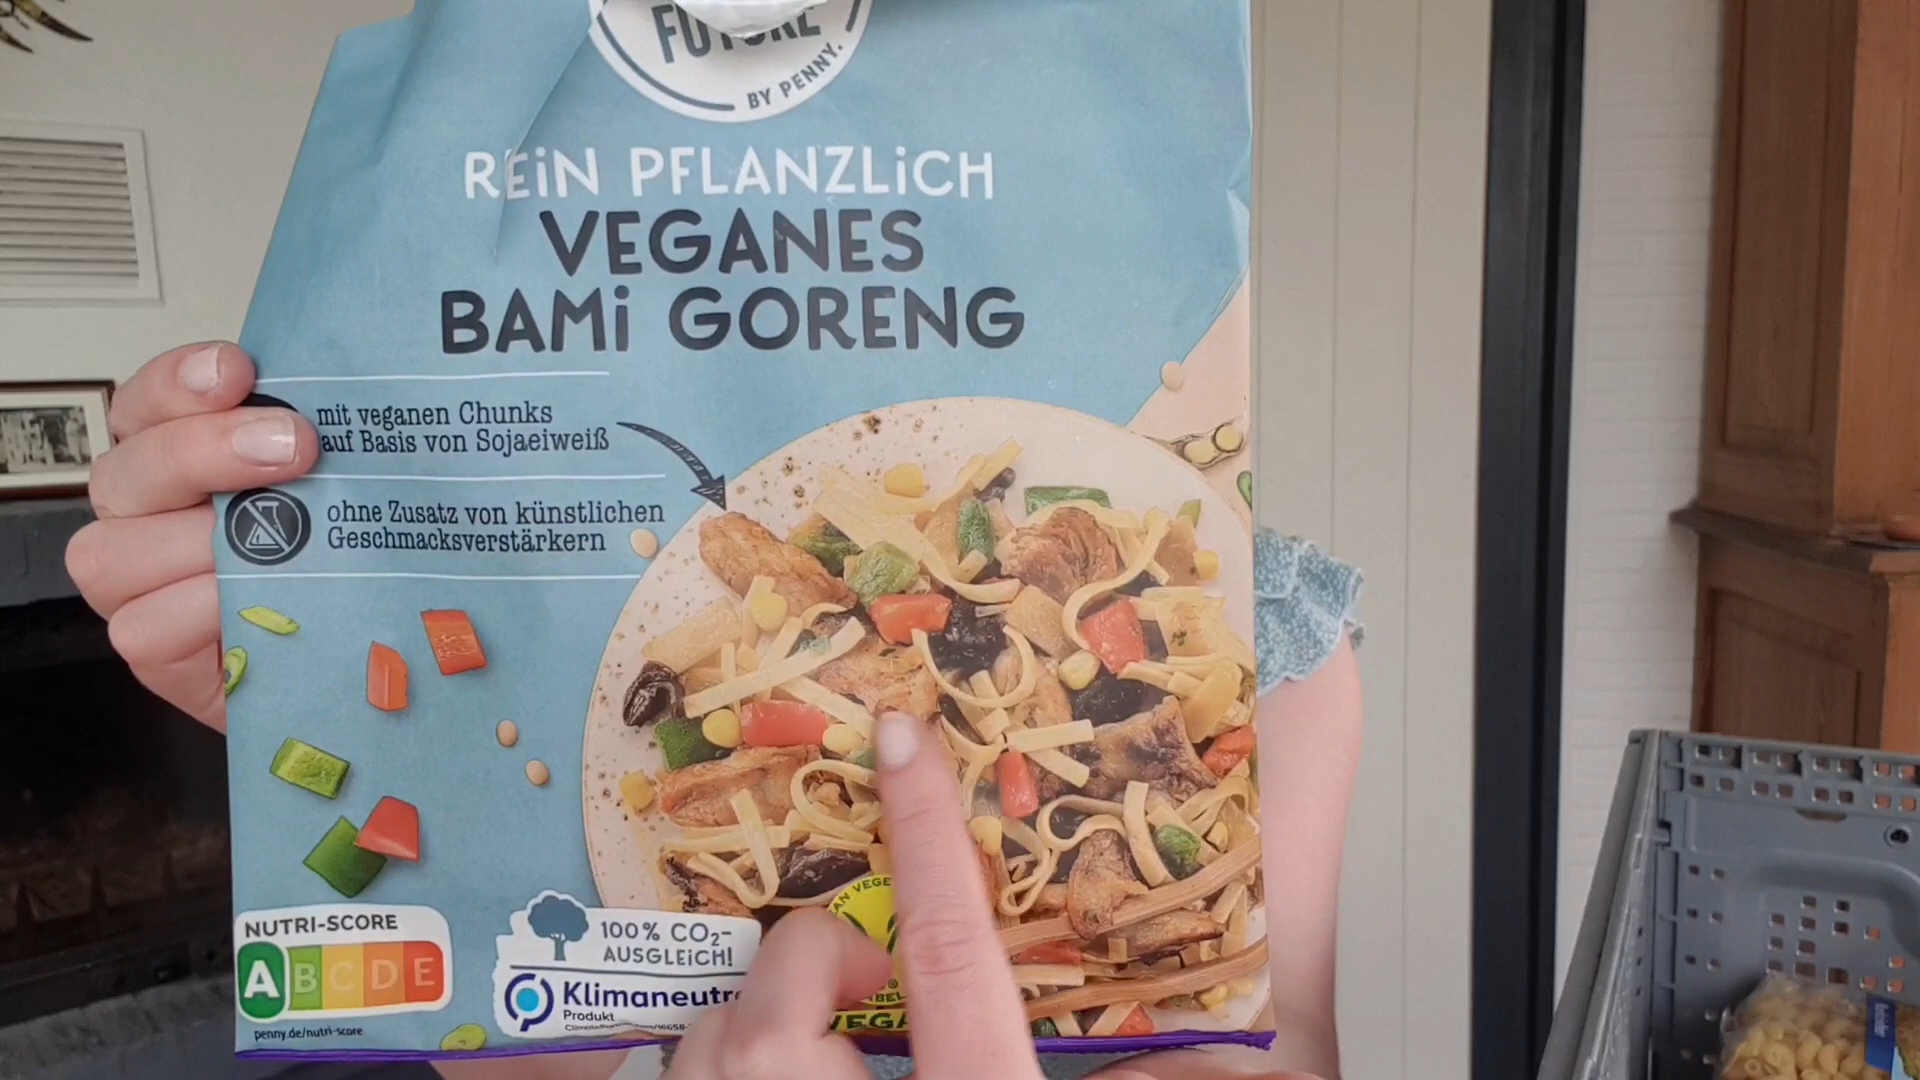 FUTURE
BY PENNY.
REiN PFLANZLiCH
VEGANES
BAMi GORENG
mit veganen Chunks
auf Basis von Sojaeiweiß
ohne Zusatz von künstlichen
Geschmacksverstärkern
NUTRI-SCORE
A B C D E
penny.de/nutri-score
100% CO₂-
AUSGLEiCH!
Klimaneutr
Produkt
VEGA